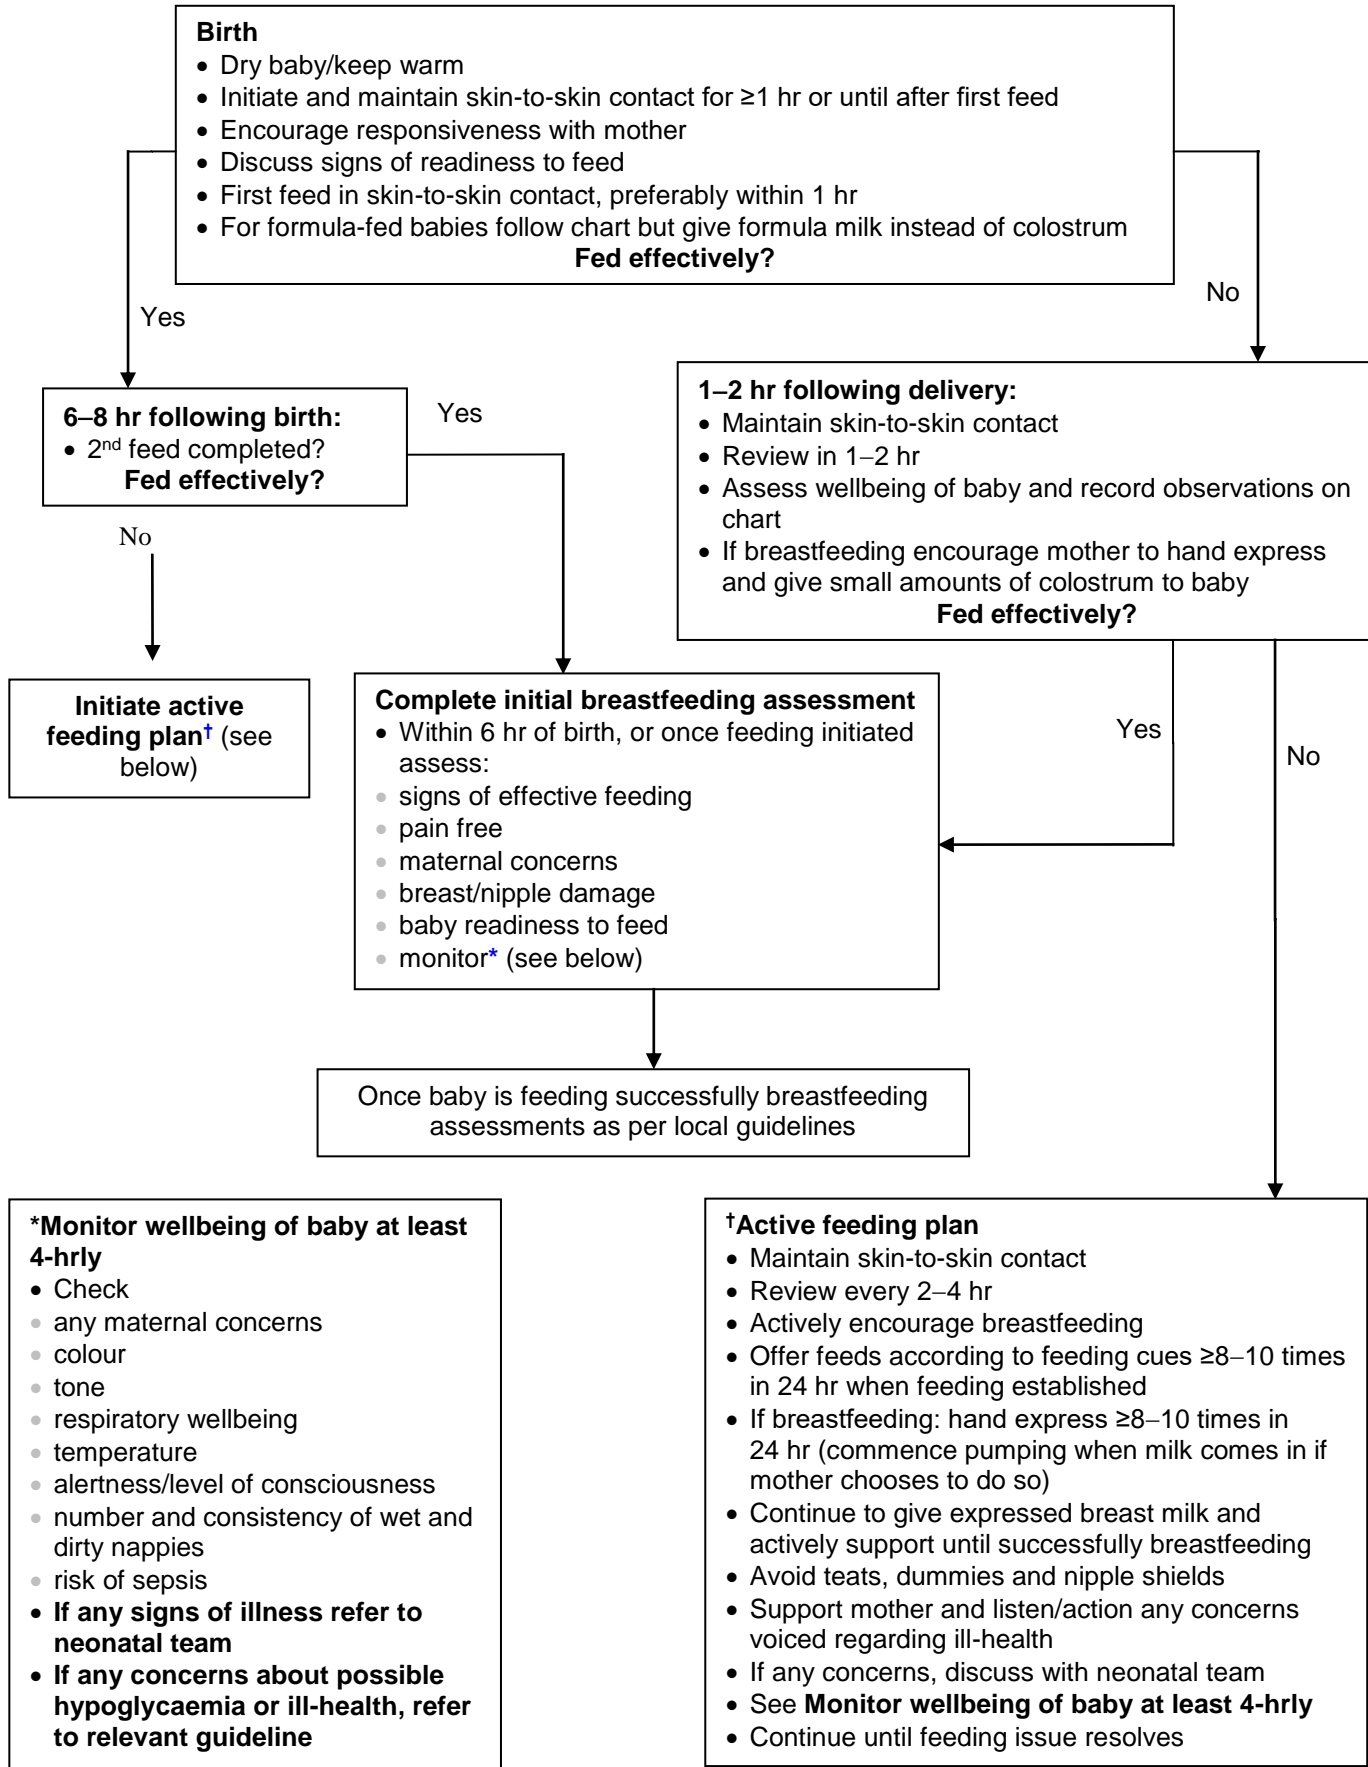 Birth
• Dry baby/keep warm
• Initiate and maintain skin-to-skin contact for ≥1 hr or until after first feed
• Encourage responsiveness with mother
• Discuss signs of readiness to feed
• First feed in skin-to-skin contact, preferably within 1 hr
• For formula-fed babies follow chart but give formula milk instead of colostrum
Fed effectively?
Yes
No
6–8 hr following birth:
• 2nd feed completed?
Fed effectively?
Yes
No
1–2 hr following delivery:
• Maintain skin-to-skin contact
• Review in 1–2 hr
• Assess wellbeing of baby and record observations on
chart
• If breastfeeding encourage mother to hand express
and give small amounts of colostrum to baby
Fed effectively?
Yes
No
Initiate active
feeding plan† (see
below)
Complete initial breastfeeding assessment
• Within 6 hr of birth, or once feeding initiated
assess:
• signs of effective feeding
• pain free
• maternal concerns
• breast/nipple damage
• baby readiness to feed
• monitor* (see below)
Once baby is feeding successfully breastfeeding
assessments as per local guidelines
*Monitor wellbeing of baby at least
4-hrly
• Check
• any maternal concerns
• colour
• tone
• respiratory wellbeing
• temperature
• alertness/level of consciousness
• number and consistency of wet and
dirty nappies
• risk of sepsis
• If any signs of illness refer to
neonatal team
• If any concerns about possible
hypoglycaemia or ill-health, refer
to relevant guideline
†Active feeding plan
• Maintain skin-to-skin contact
• Review every 2–4 hr
• Actively encourage breastfeeding
• Offer feeds according to feeding cues ≥8–10 times
in 24 hr when feeding established
• If breastfeeding: hand express ≥8–10 times in
24 hr (commence pumping when milk comes in if
mother chooses to do so)
• Continue to give expressed breast milk and
actively support until successfully breastfeeding
• Avoid teats, dummies and nipple shields
• Support mother and listen/action any concerns
voiced regarding ill-health
• If any concerns, discuss with neonatal team
• See Monitor wellbeing of baby at least 4-hrly
• Continue until feeding issue resolves